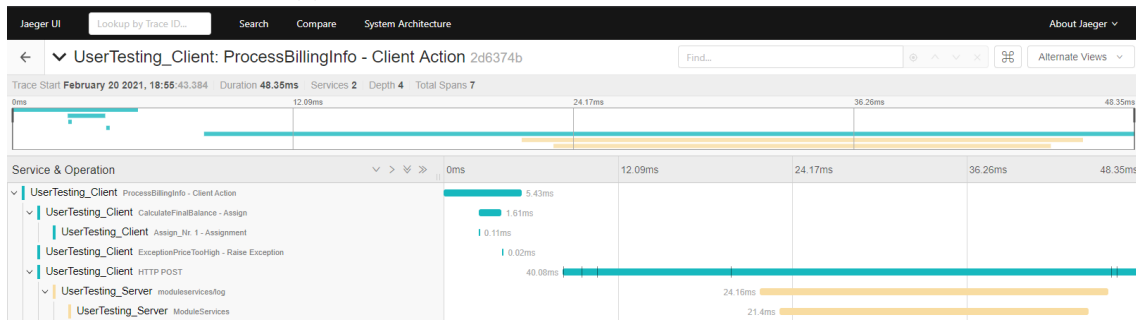 Jaeger UI Lookup by Trace ID... Search Compare System Architecture About Jaeger
UserTesting_Client: ProcessBillingInfo - Client Action 2d6374b Find... Alternate Views
Trace Start February 20 2021, 18:55:43.384 Duration 48.35ms Services 2 Depth 4 Total Spans 7
0ms 12.09ms 24.17ms 36.26ms 48.35ms
Service & Operation 0ms 12.09ms 24.17ms 36.26ms 48.35ms
UserTesting_Client ProcessBillingInfo - Client Action 5.43ms
UserTesting_Client CalculateFinalBalance - Assign 1.61ms
UserTesting_Client Assign_Nr. 1 - Assignment 0.11ms
UserTesting_Client ExceptionPriceTooHigh - Raise Exception 0.02ms
UserTesting_Client HTTP POST 40.08ms
UserTesting_Server moduleservices/log 24.16ms
UserTesting_Server ModuleServices 21.4ms